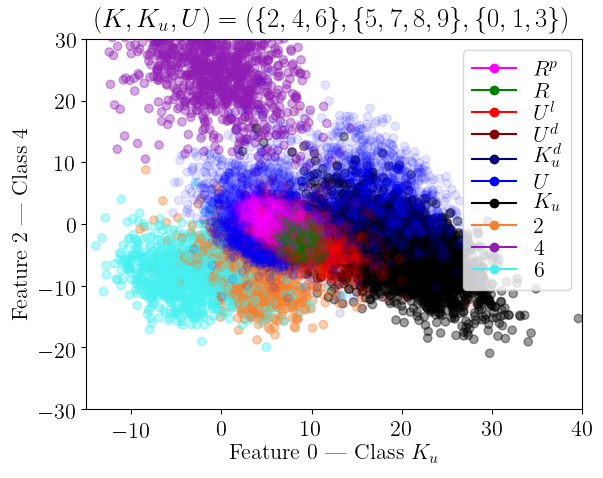 (K, K_u, U) = ({2, 4, 6}, {5, 7, 8, 9}, {0, 1, 3})
30
20
10
0
−10
−20
−30
Feature 2 — Class 4
R^p
R
U^l
U^d
K_u^d
U
K_u
2
4
6
−10
0
10
20
30
40
Feature 0 — Class K_u